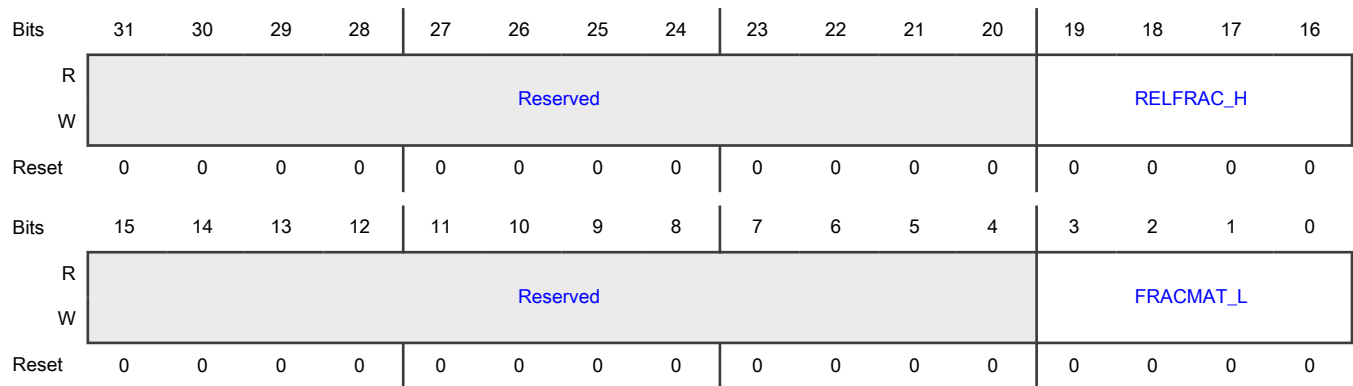 Bits 31 30 29 28 27 26 25 24 23 22 21 20 19 18 17 16
R
Reserved RELFRAC_H
W
Reset 0 0 0 0 0 0 0 0 0 0 0 0 0 0 0 0
Bits 15 14 13 12 11 10 9 8 7 6 5 4 3 2 1 0
R
Reserved FRACMAT_L
W
Reset 0 0 0 0 0 0 0 0 0 0 0 0 0 0 0 0